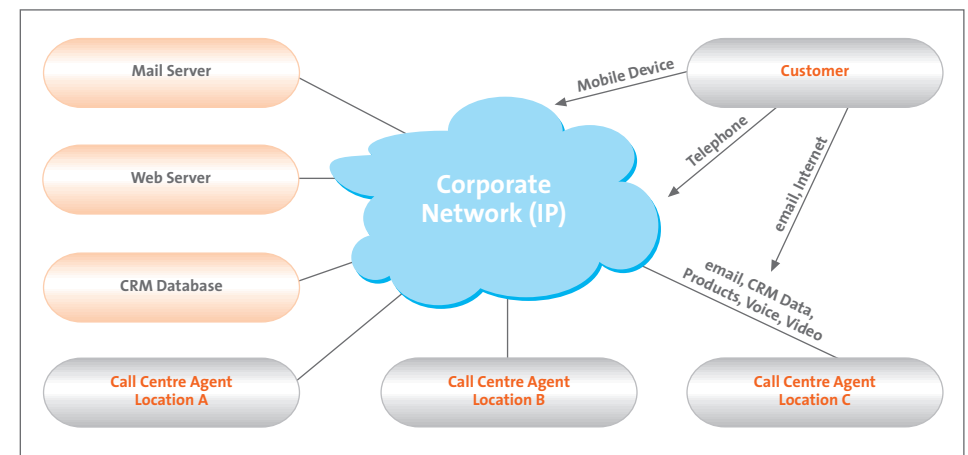 Mail Server
Customer
Mobile Device
Telephone
Web Server
Corporate
Network (IP)
email, Internet
CRM Database
email, CRM Data,
Products, Voice, Video
Call Centre Agent
Location A
Call Centre Agent
Location B
Call Centre Agent
Location C